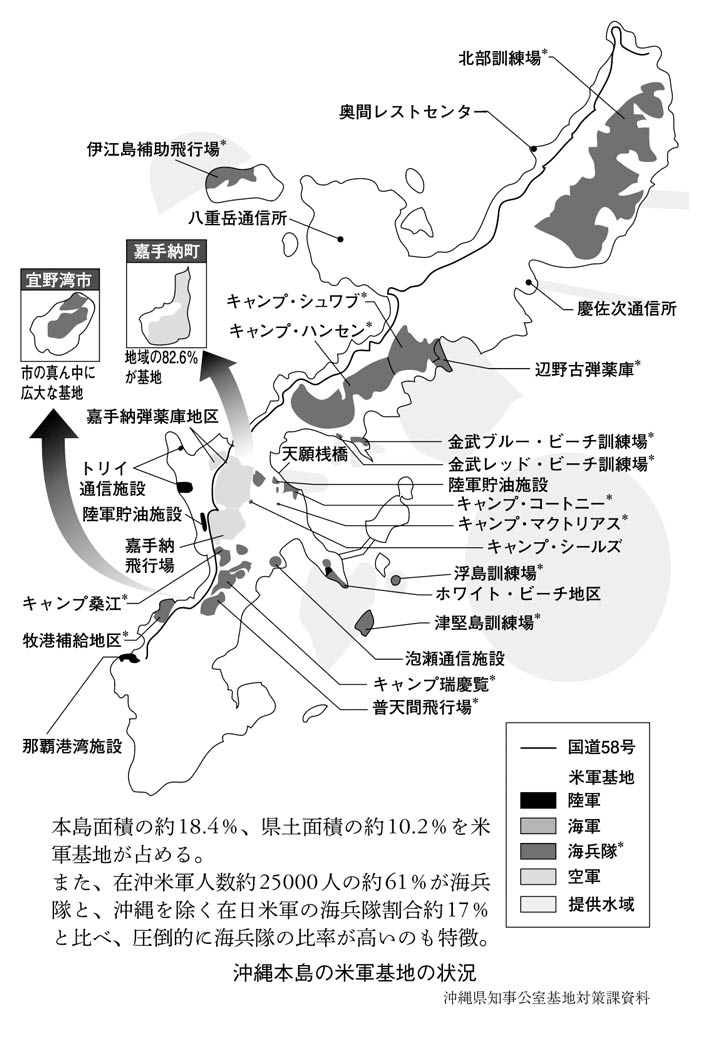 北部訓練場*
奥間レストセンター
伊江島補助飛行場*
八重岳通信所
嘉手納町
宜野湾市
キャンプ・シュワブ*
慶佐次通信所
キャンプ・ハンセン*
地域の82.6%
が基地
市の真ん中に
広大な基地
辺野古弾薬庫*
嘉手納弾薬庫地区
金武ブルー・ビーチ訓練場*
天願桟橋
金武レッド・ビーチ訓練場*
トリイ
通信施設
陸軍貯油施設
キャンプ・コートニー*
陸軍貯油施設
キャンプ・マクトリアス*
嘉手納
飛行場
キャンプ・シールズ
浮島訓練場*
ホワイト・ビーチ地区
キャンプ桑江*
津堅島訓練場*
牧港補給地区*
泡瀬通信施設
キャンプ瑞慶覧*
普天間飛行場*
那覇港湾施設
国道58号
米軍基地
陸軍
海軍
海兵隊*
空軍
提供水域
本島面積の約18.4%、県土面積の約10.2%を米
軍基地が占める。
また、在沖米軍人数約25000人の約61%が海兵
隊と、沖縄を除く在日米軍の海兵隊割合約17%
と比べ、圧倒的に海兵隊の比率が高いのも特徴。
沖縄本島の米軍基地の状況
沖縄県知事公室基地対策課資料